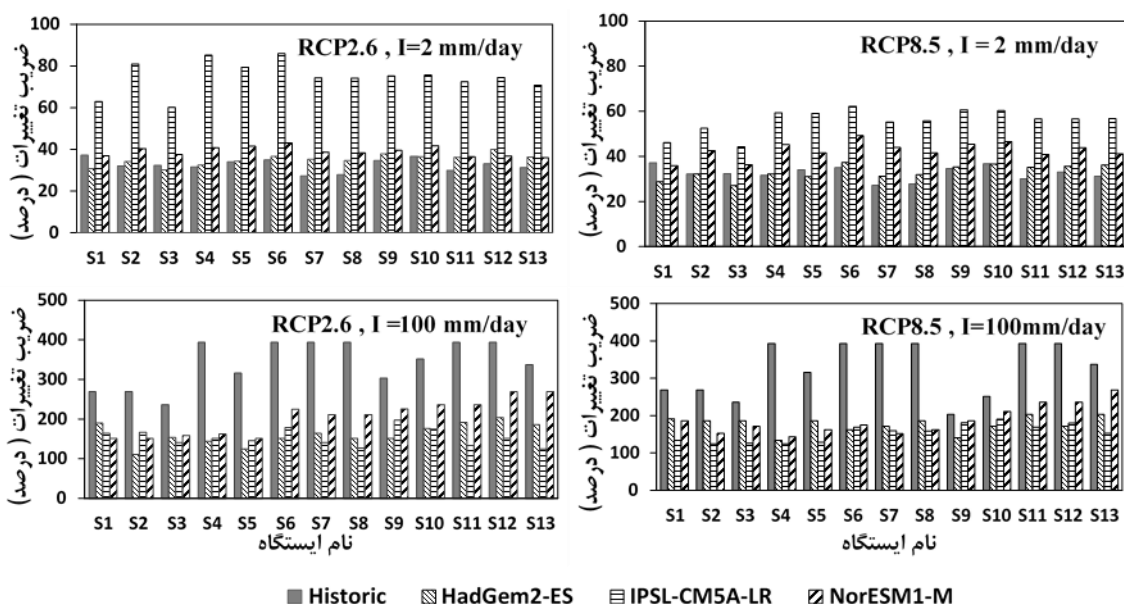 RCP2.6 , I=2 mm/day
ضریب تغییرات ( درصد)
100
80
60
40
20
0
S1 S2 S3 S4 S5 S6 S7 S8 S9 S10 S11 S12 S13
RCP8.5 , I = 2 mm/day
ضریب تغییرات ( درصد)
100
80
60
40
20
0
S1 S2 S3 S4 S5 S6 S7 S8 S9 S10 S11 S12 S13
RCP2.6 , I =100 mm/day
ضریب تغییرات ( درصد)
500
400
300
200
100
0
S1 S2 S3 S4 S5 S6 S7 S8 S9 S10 S11 S12 S13
نام ایستگاه
RCP8.5 , I=100mm/day
ضریب تغییرات ( درصد)
500
400
300
200
100
0
S1 S2 S3 S4 S5 S6 S7 S8 S9 S10 S11 S12 S13
نام ایستگاه
Historic HadGem2-ES IPSL-CM5A-LR NorESM1-M